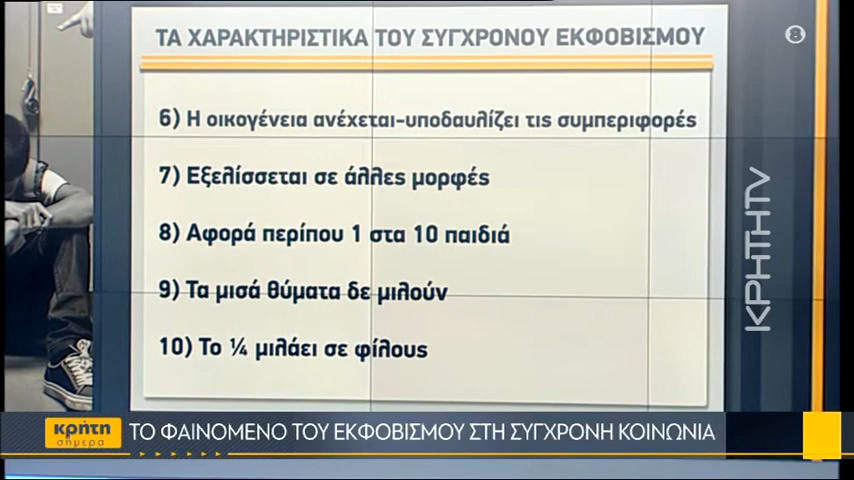 ΤΑ ΧΑΡΑΚΤΗΡΙΣΤΙΚΑ ΤΟΥ ΣΥΓΧΡΟΝΟΥ ΕΚΦΟΒΙΣΜΟΥ
8
6) Η οικογένεια ανέχεται-υποδαυλίζει τις συμπεριφορές
7) Εξελίσσεται σε άλλες μορφές
8) Αφορά περίπου 1 στα 10 παιδιά
9) Τα μισά θύματα δε μιλούν
10) Το ¼ μιλάει σε φίλους
ΚΡΗΤΗTV
κρήτη
σήμερα
ΤΟ ΦΑΙΝΟΜΕΝΟ ΤΟΥ ΕΚΦΟΒΙΣΜΟΥ ΣΤΗ ΣΥΓΧΡΟΝΗ ΚΟΙΝΩΝΙΑ